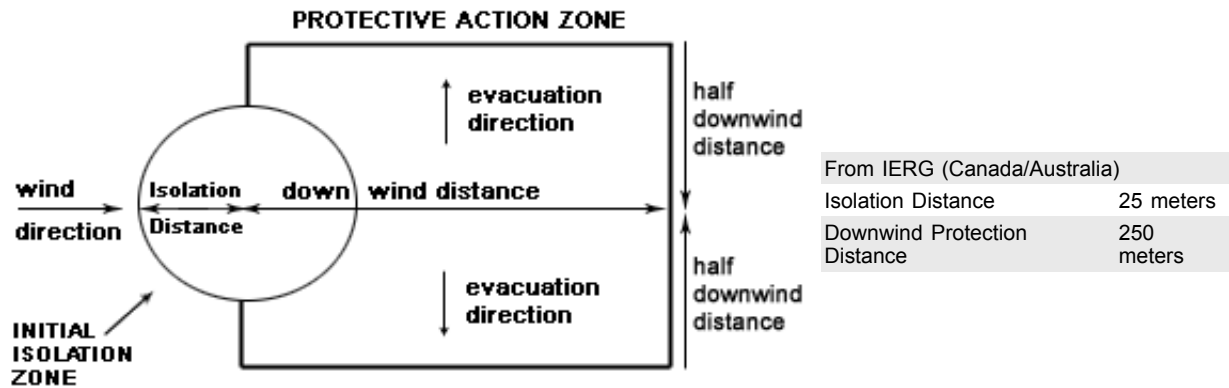 PROTECTIVE ACTION ZONE
evacuation
direction
half
downwind
distance
wind
direction
Isolation
Distance
down wind distance
evacuation
direction
half
downwind
distance
INITIAL
ISOLATION
ZONE
From IERG (Canada/Australia)
Isolation Distance 25 meters
Downwind Protection 250
Distance meters